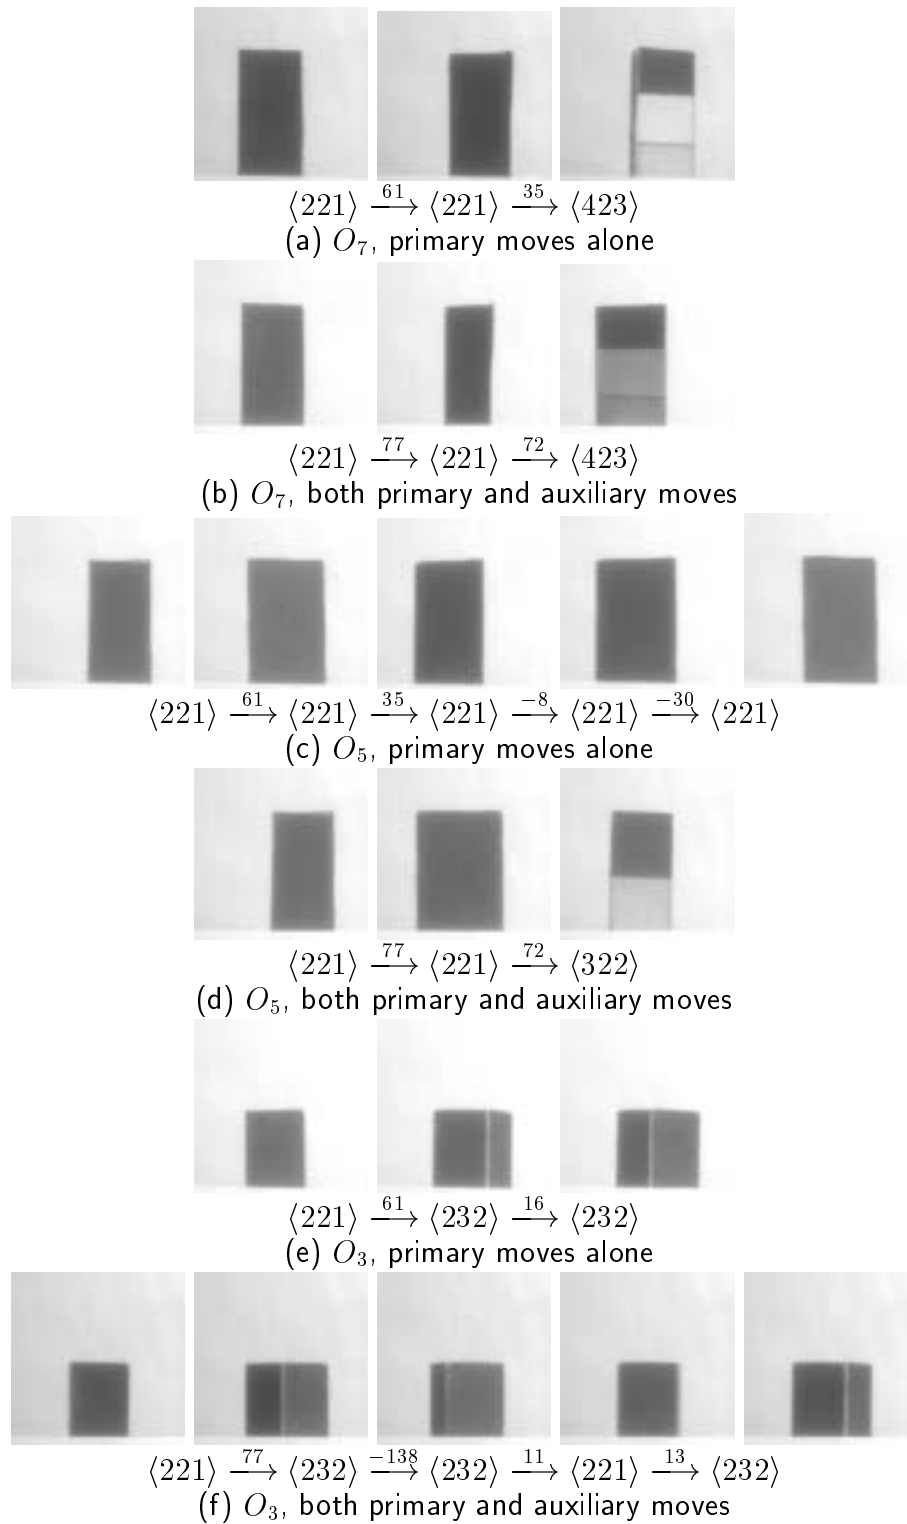 ⟨221⟩ —61→ ⟨221⟩ —35→ ⟨423⟩
(a) O₇, primary moves alone
⟨221⟩ —77→ ⟨221⟩ —72→ ⟨423⟩
(b) O₇, both primary and auxiliary moves
⟨221⟩ —61→ ⟨221⟩ —35→ ⟨221⟩ —−8→ ⟨221⟩ —−30→ ⟨221⟩
(c) O₅, primary moves alone
⟨221⟩ —77→ ⟨221⟩ —72→ ⟨322⟩
(d) O₅, both primary and auxiliary moves
⟨221⟩ —61→ ⟨232⟩ —16→ ⟨232⟩
(e) O₃, primary moves alone
⟨221⟩ —77→ ⟨232⟩ —−138→ ⟨232⟩ —11→ ⟨221⟩ —13→ ⟨232⟩
(f) O₃, both primary and auxiliary moves